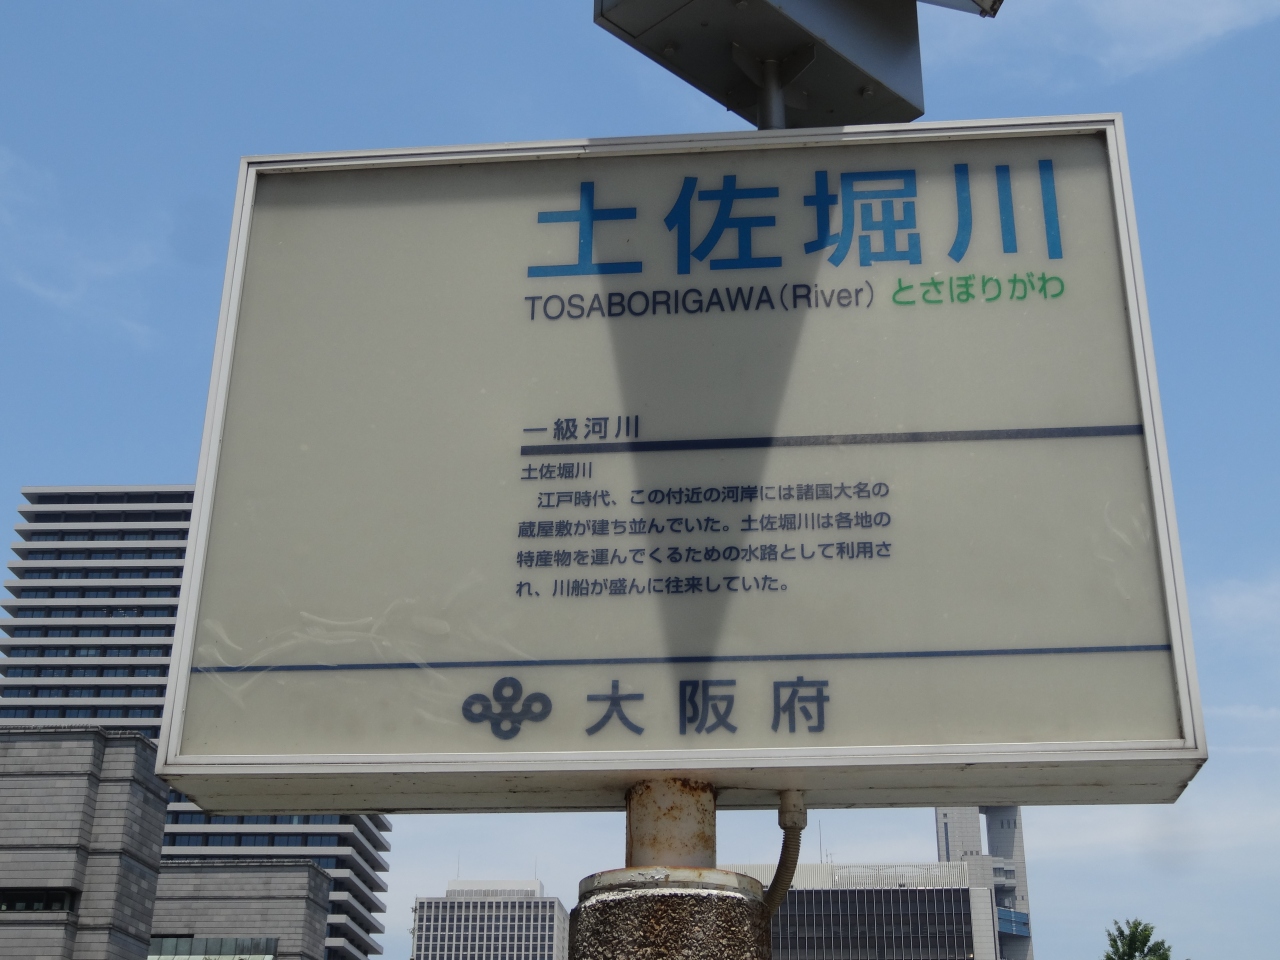 土佐堀川
TOSABORIGAWA(River) とさぼりがわ
一級河川
土佐堀川
江戸時代、この付近の河岸には諸国大名の
蔵屋敷が建ち並んでいた。土佐堀川は各地の
特産物を運んでくるための水路として利用さ
れ、川船が盛んに往来していた。
大阪府